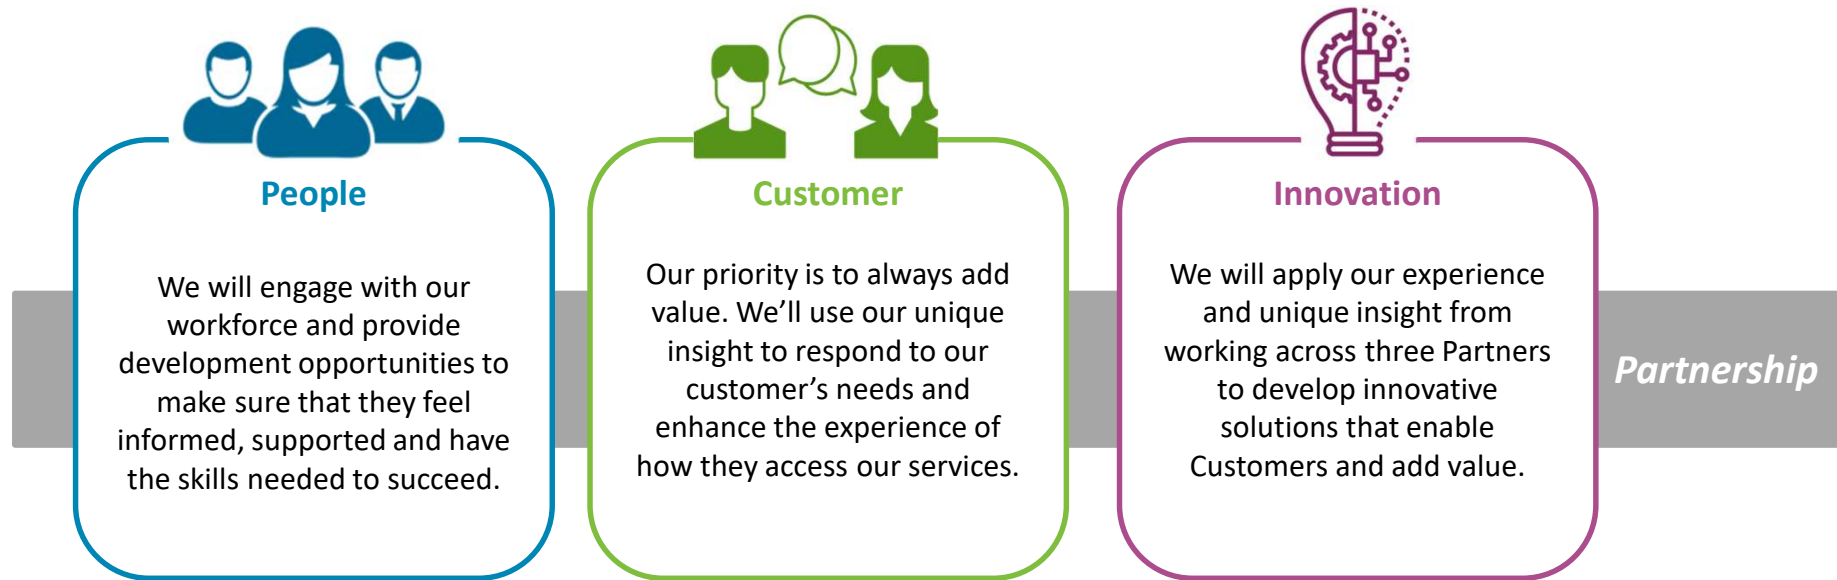 People
We will engage with our
workforce and provide
development opportunities to
make sure that they feel
informed, supported and have
the skills needed to succeed.
Customer
Our priority is to always add
value. We’ll use our unique
insight to respond to our
customer’s needs and
enhance the experience of
how they access our services.
Innovation
We will apply our experience
and unique insight from
working across three Partners
to develop innovative
solutions that enable
Customers and add value.
Partnership